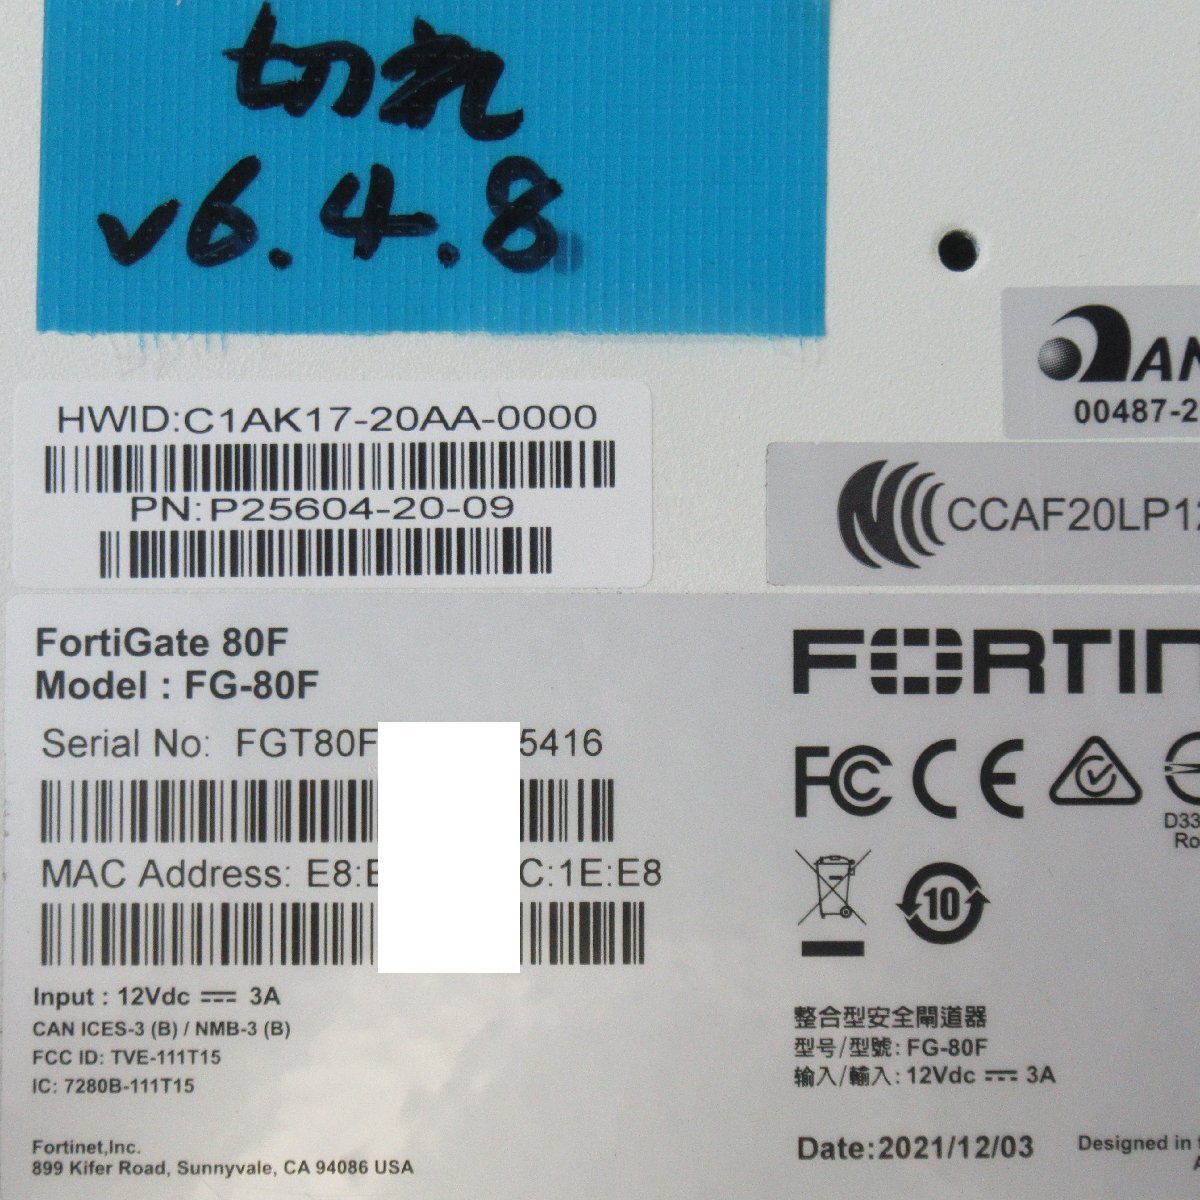 切れ
v6.4.8
HWID:C1AK17-20AA-0000
PN:P25604-20-09
00487-2
CCAF20LP12
FortiGate 80F
Model : FG-80F
Serial No: FGT80F 5416
MAC Address: E8: C:1E:E8
Input : 12Vdc ⎓ 3A
CAN ICES-3 (B) / NMB-3 (B)
FCC ID: TVE-111T15
IC: 7280B-111T15
Fortinet,Inc.
899 Kifer Road, Sunnyvale, CA 94086 USA
FORTIN
FC CE
D33
Ro
10
整合型安全閘道器
型号/型號: FG-80F
输入/輸入: 12Vdc ⎓ 3A
Date:2021/12/03
Designed in